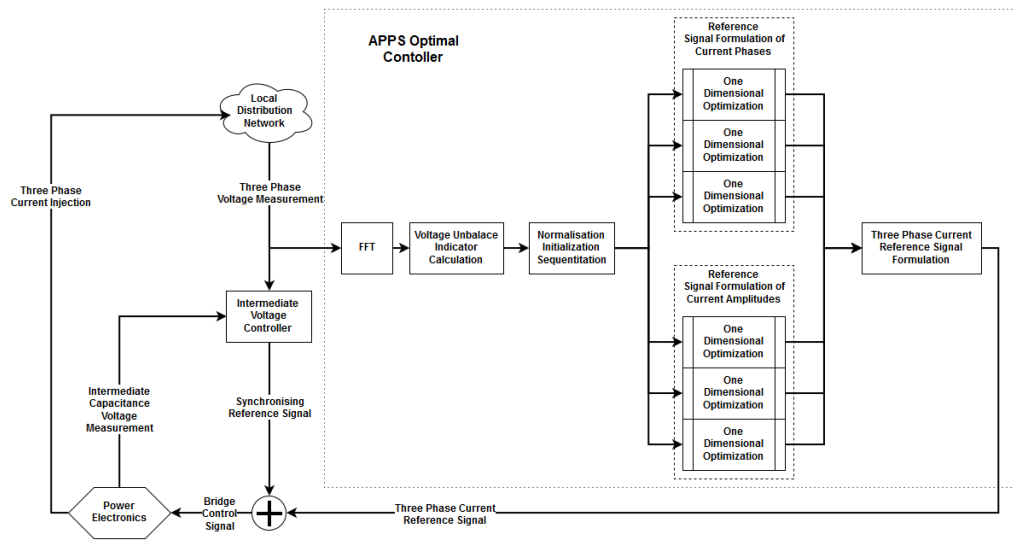 APPS Optimal
Contoller
Reference
Signal Formulation of
Current Phases
One
Dimensional
Optimization
One
Dimensional
Optimization
One
Dimensional
Optimization
Local
Distribution
Network
Three Phase
Current Injection
Three Phase
Voltage Measurement
FFT
Voltage Unbalace
Indicator
Calculation
Normalisation
Initialization
Sequentitation
Three Phase Current
Reference Signal
Formulation
Reference
Signal Formulation of
Current Amplitudes
One
Dimensional
Optimization
One
Dimensional
Optimization
One
Dimensional
Optimization
Intermediate
Voltage
Controller
Intermediate
Capacitance
Voltage
Measurement
Synchronising
Reference Signal
Power
Electronics
Bridge
Control
Signal
Three Phase Current
Reference Signal